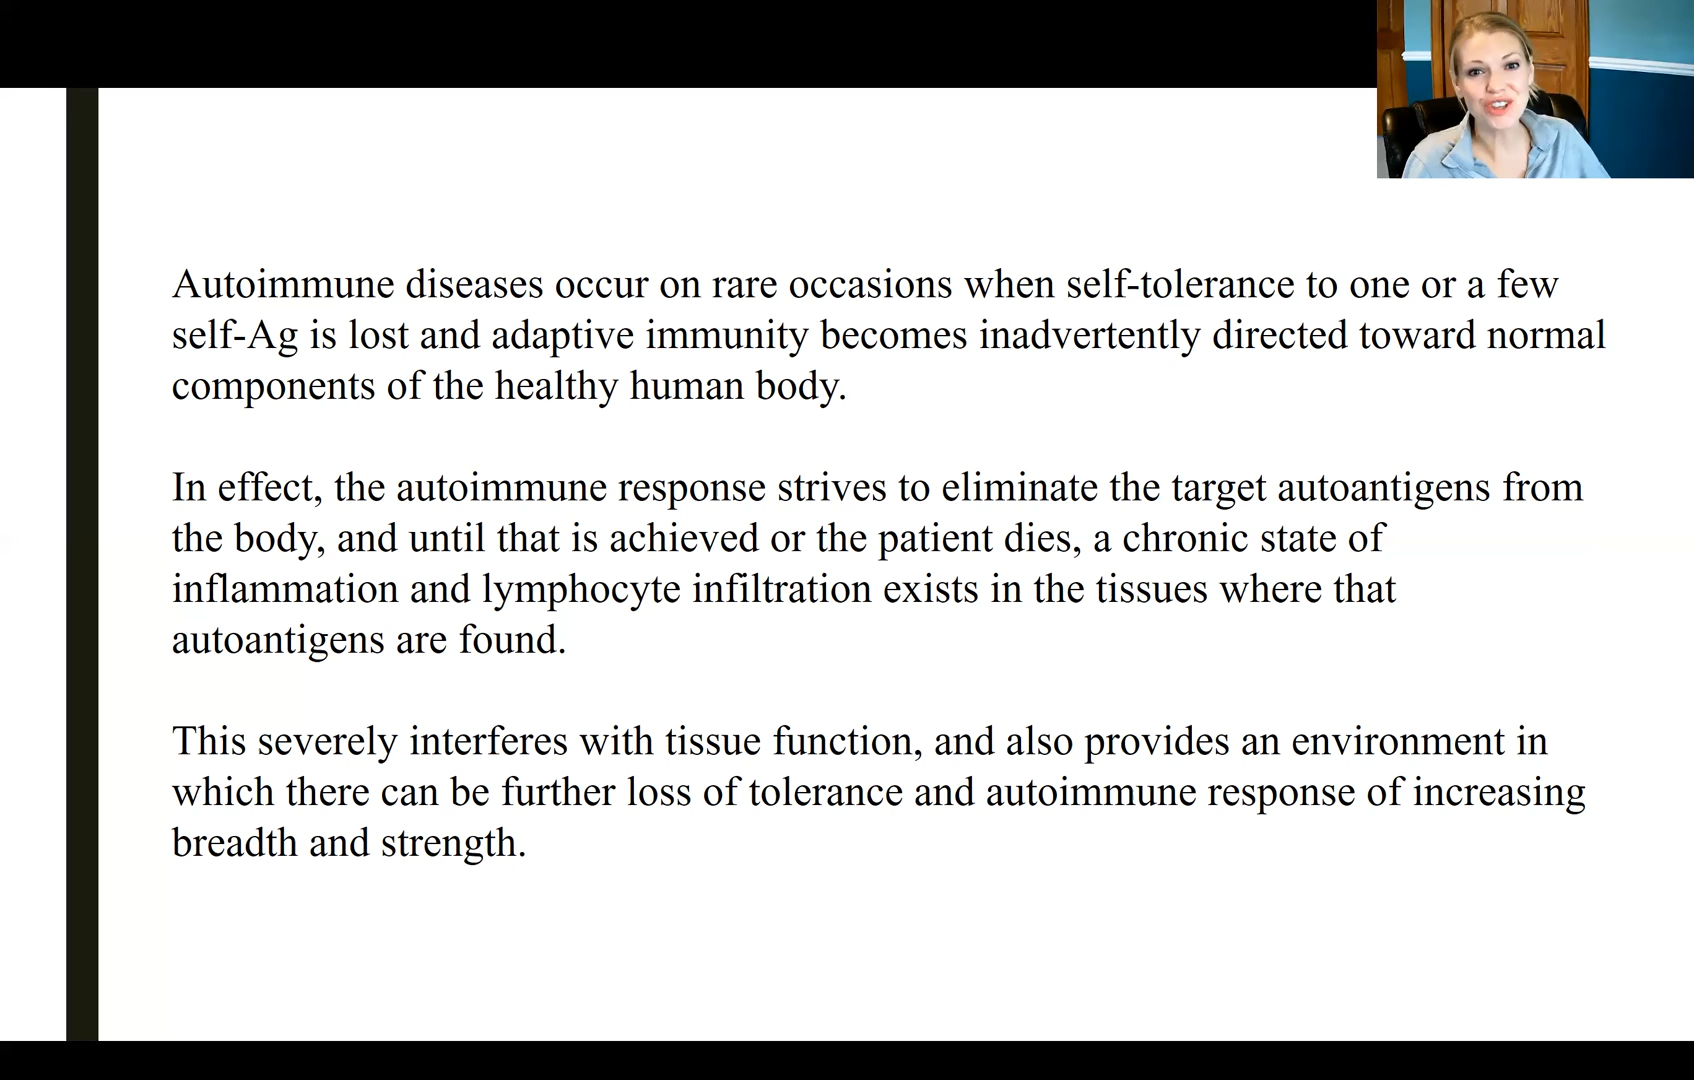 Autoimmune diseases occur on rare occasions when self-tolerance to one or a few
self-Ag is lost and adaptive immunity becomes inadvertently directed toward normal
components of the healthy human body.
In effect, the autoimmune response strives to eliminate the target autoantigens from
the body, and until that is achieved or the patient dies, a chronic state of
inflammation and lymphocyte infiltration exists in the tissues where that
autoantigens are found.
This severely interferes with tissue function, and also provides an environment in
which there can be further loss of tolerance and autoimmune response of increasing
breadth and strength.